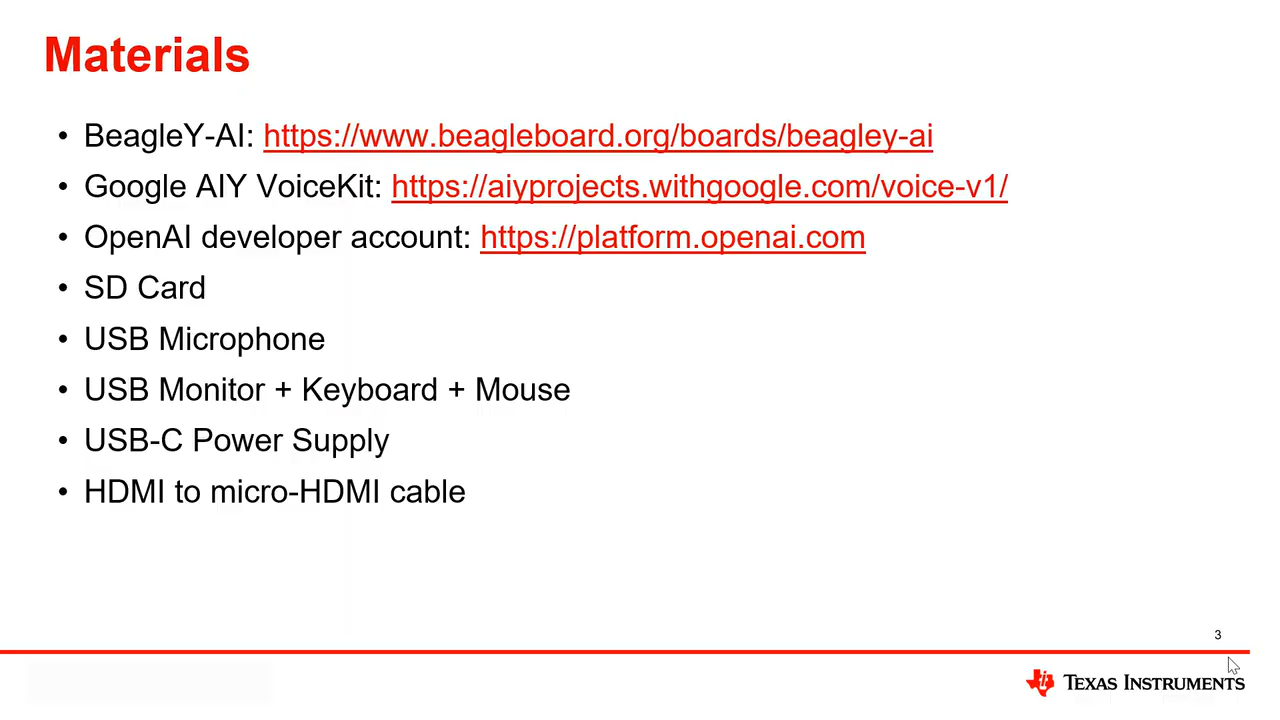 Materials
• BeagleY-AI: https://www.beagleboard.org/boards/beagley-ai
• Google AIY VoiceKit: https://aiyprojects.withgoogle.com/voice-v1/
• OpenAI developer account: https://platform.openai.com
• SD Card
• USB Microphone
• USB Monitor + Keyboard + Mouse
• USB-C Power Supply
• HDMI to micro-HDMI cable
3
TEXAS INSTRUMENTS